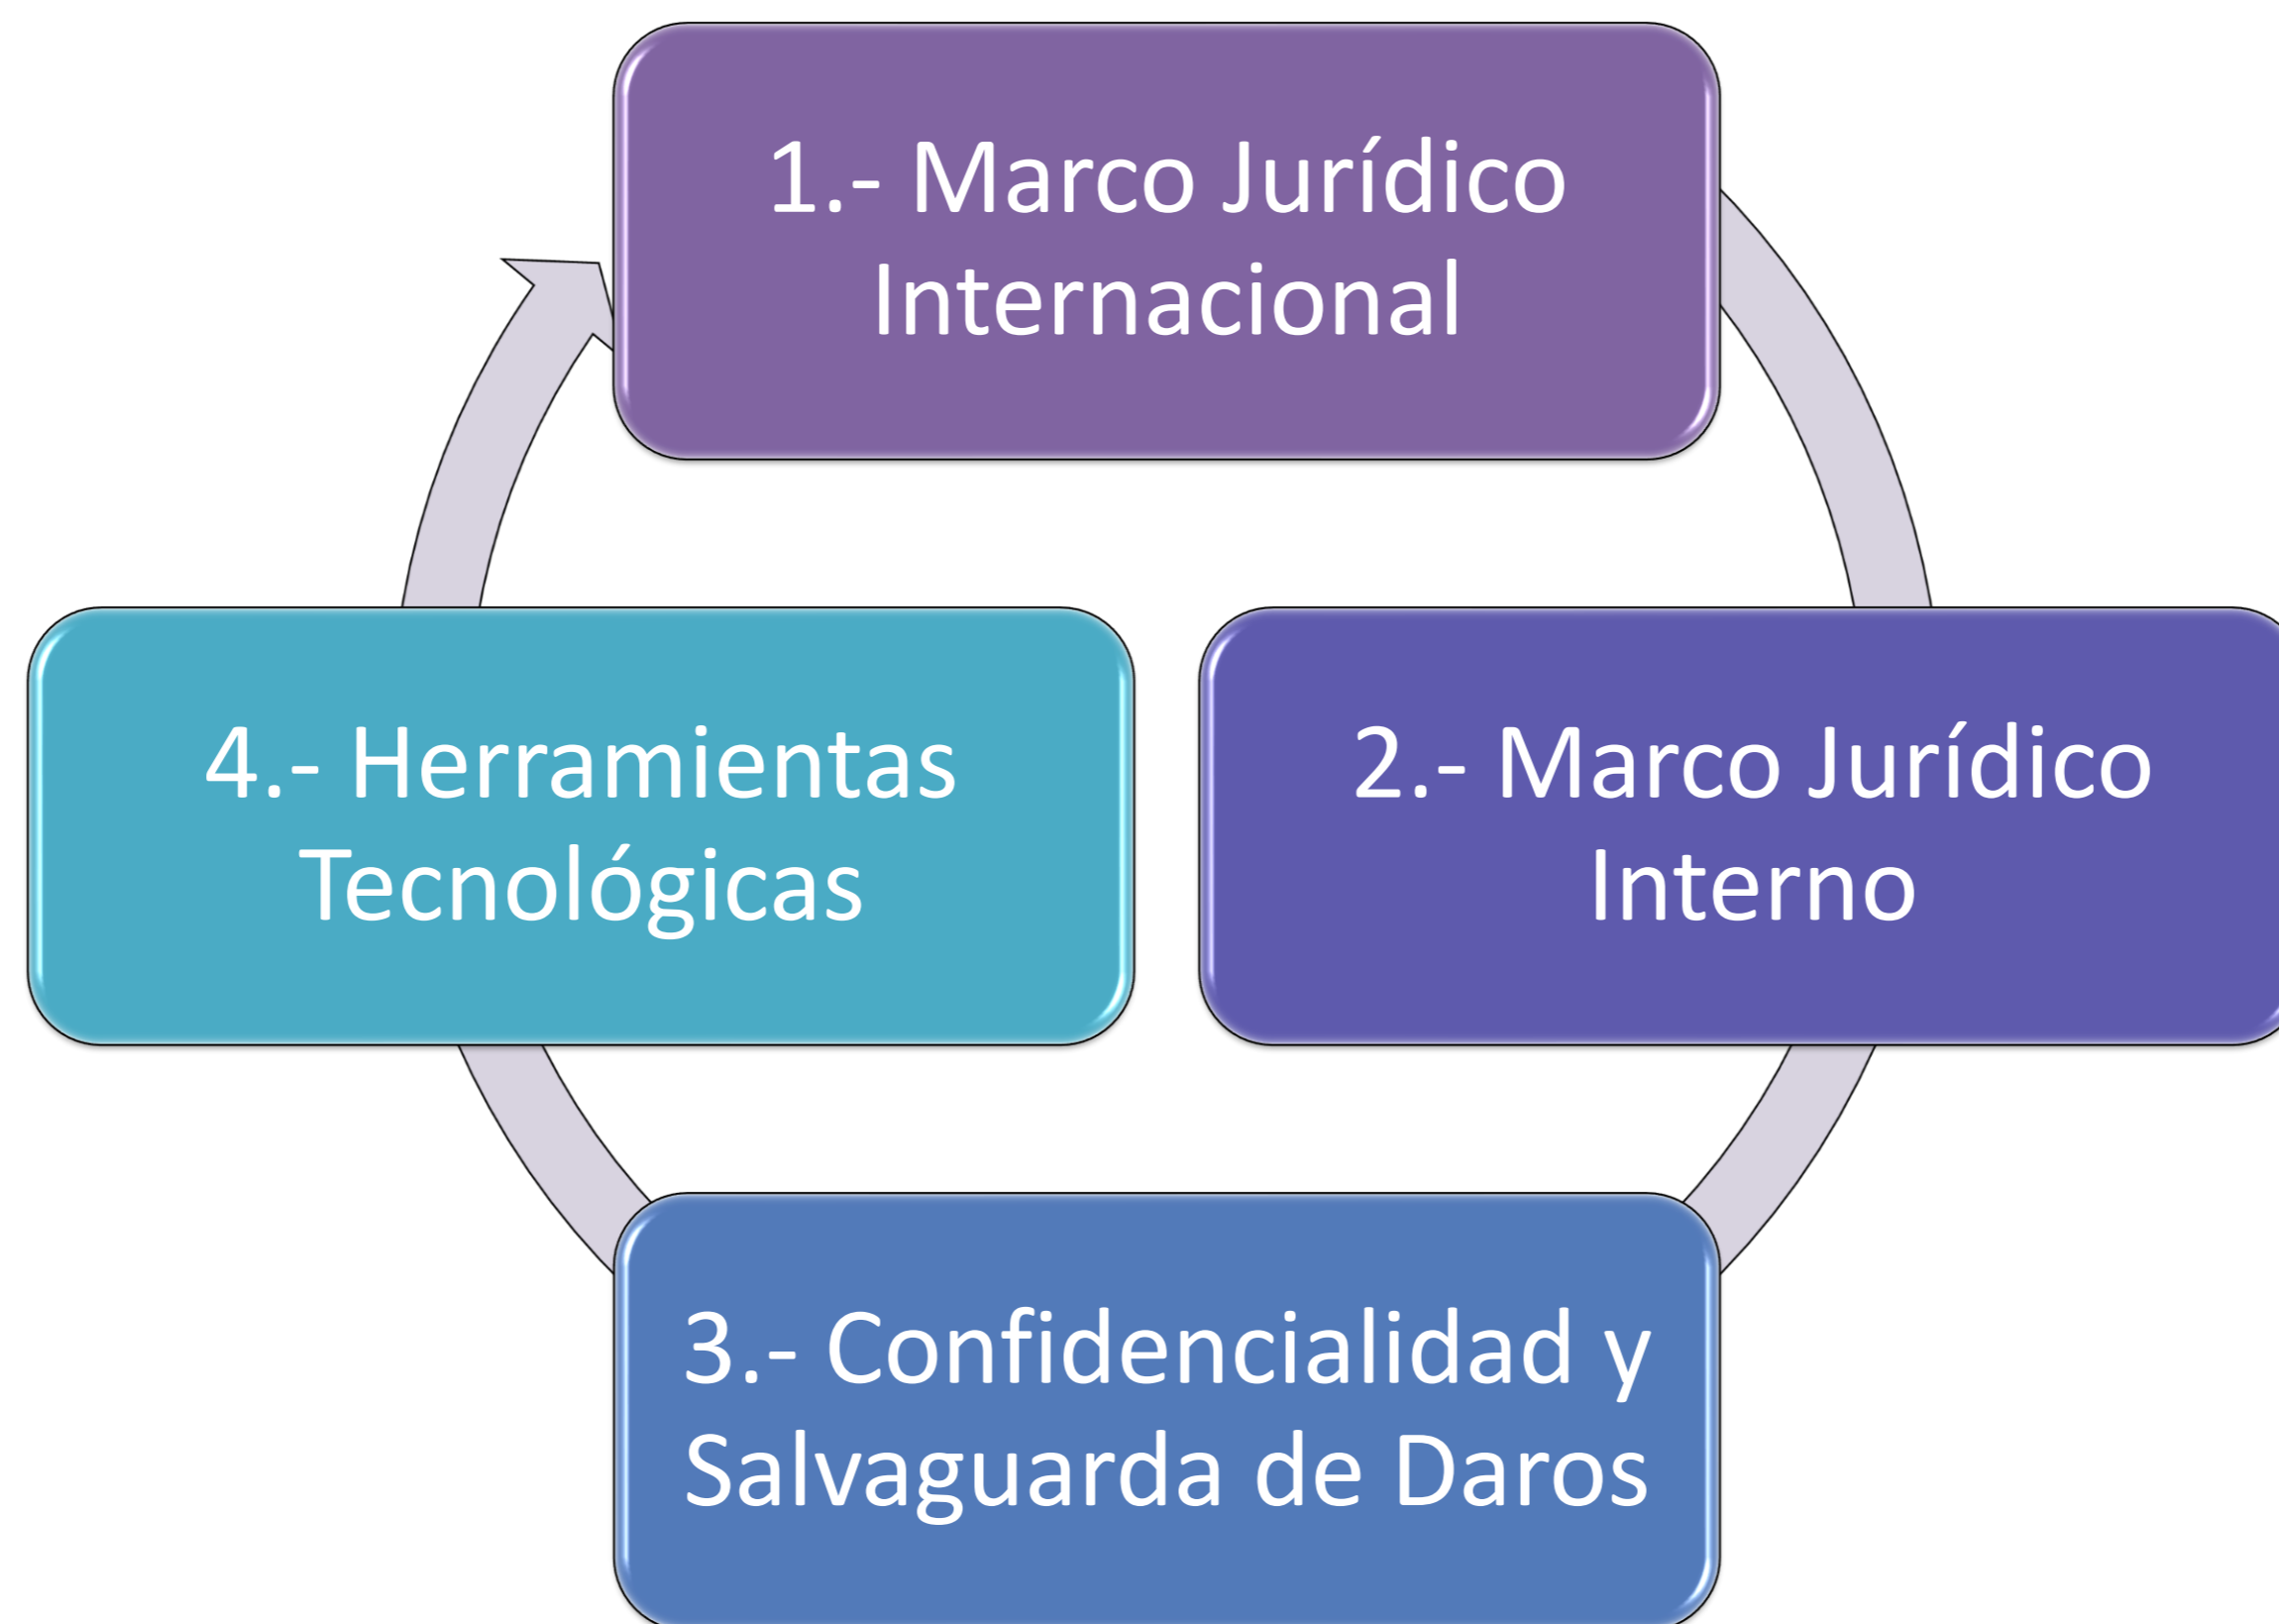 1.- Marco Jurídico
Internacional
2.- Marco Jurídico
Interno
3.- Confidencialidad y
Salvaguarda de Daros
4.- Herramientas
Tecnológicas